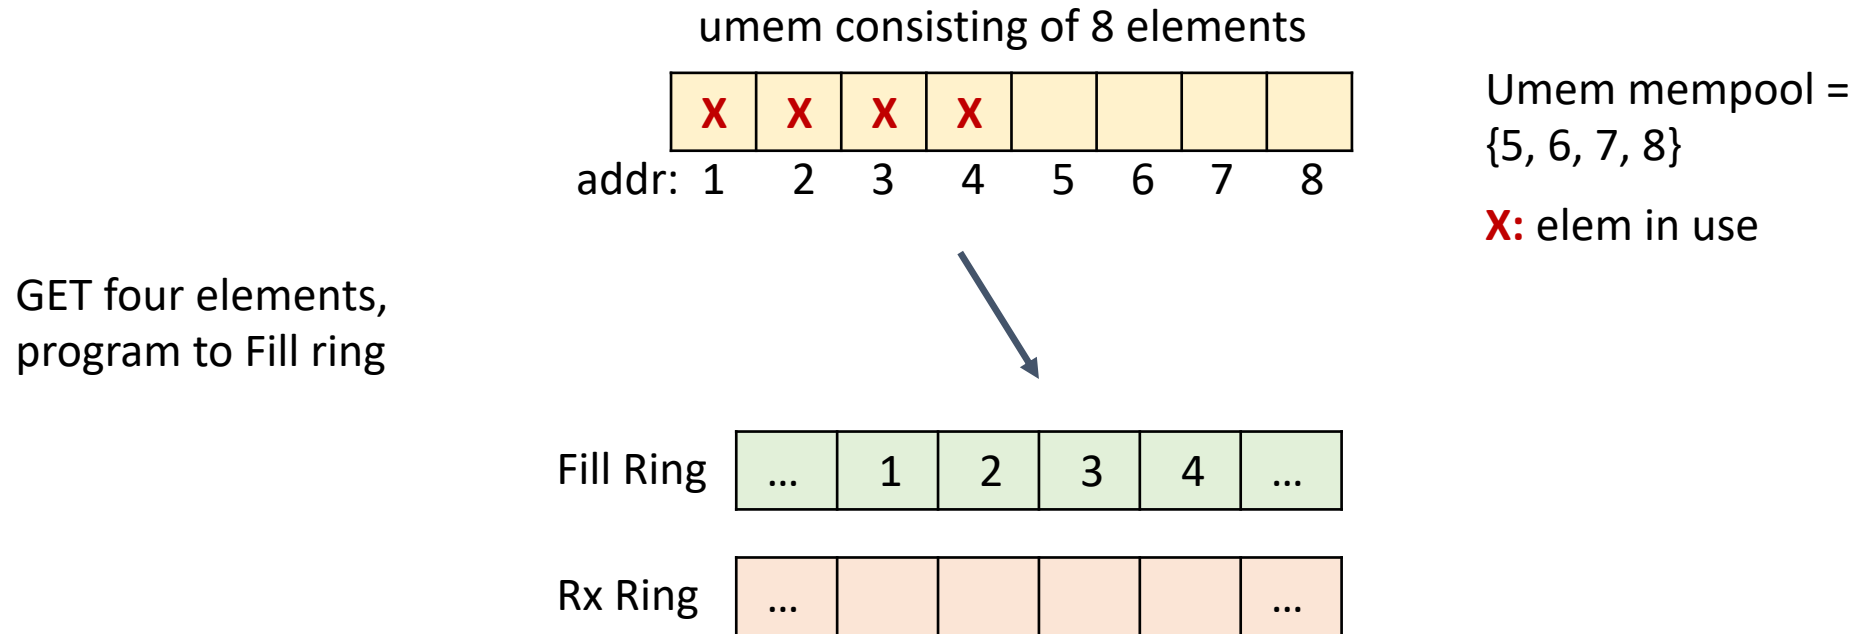 umem consisting of 8 elements
X X X X
addr: 1 2 3 4 5 6 7 8
Umem mempool =
{5, 6, 7, 8}
X: elem in use
GET four elements,
program to Fill ring
Fill Ring ... 1 2 3 4 ...
Rx Ring ... ...